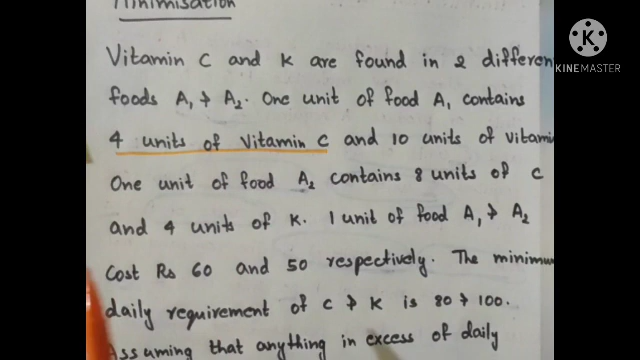 Minimisation
Vitamin C and K are found in 2 differen
foods A₁ & A₂. One unit of food A₁ contains
4 units of Vitamin C and 10 units of vitami
One unit of food A₂ contains 8 units of C
and 4 units of K. 1 unit of food A₁ & A₂
cost Rs 60 and 50 respectively. The minimum
daily requirement of C & K is 80 & 100.
Assuming that anything in excess of daily
KINEMASTER